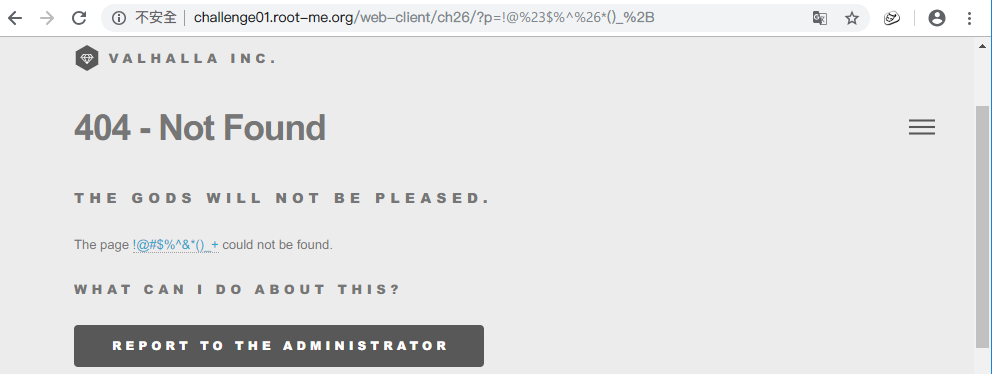 不安全 challenge01.root-me.org/web-client/ch26/?p=!@%23$%^%26*()_%2B
VALHALLA INC.
404 - Not Found
THE GODS WILL NOT BE PLEASED.
The page !@#$%^&*()_+ could not be found.
WHAT CAN I DO ABOUT THIS?
REPORT TO THE ADMINISTRATOR